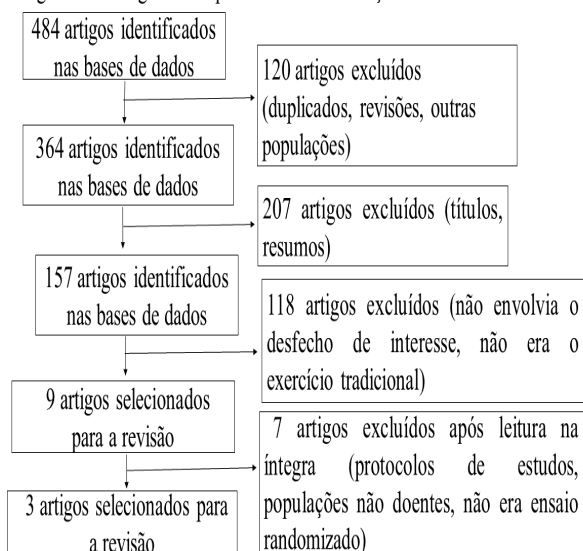 484 artigos identificados
nas bases de dados
120 artigos excluídos
(duplicados, revisões, outras
populações)
364 artigos identificados
nas bases de dados
207 artigos excluídos (títulos,
resumos)
157 artigos identificados
nas bases de dados
118 artigos excluídos (não envolvia o
desfecho de interesse, não era o
exercício tradicional)
9 artigos selecionados
para a revisão
7 artigos excluídos após leitura na
íntegra (protocolos de estudos,
populações não doentes, não era ensaio
randomizado)
3 artigos selecionados para
a revisão